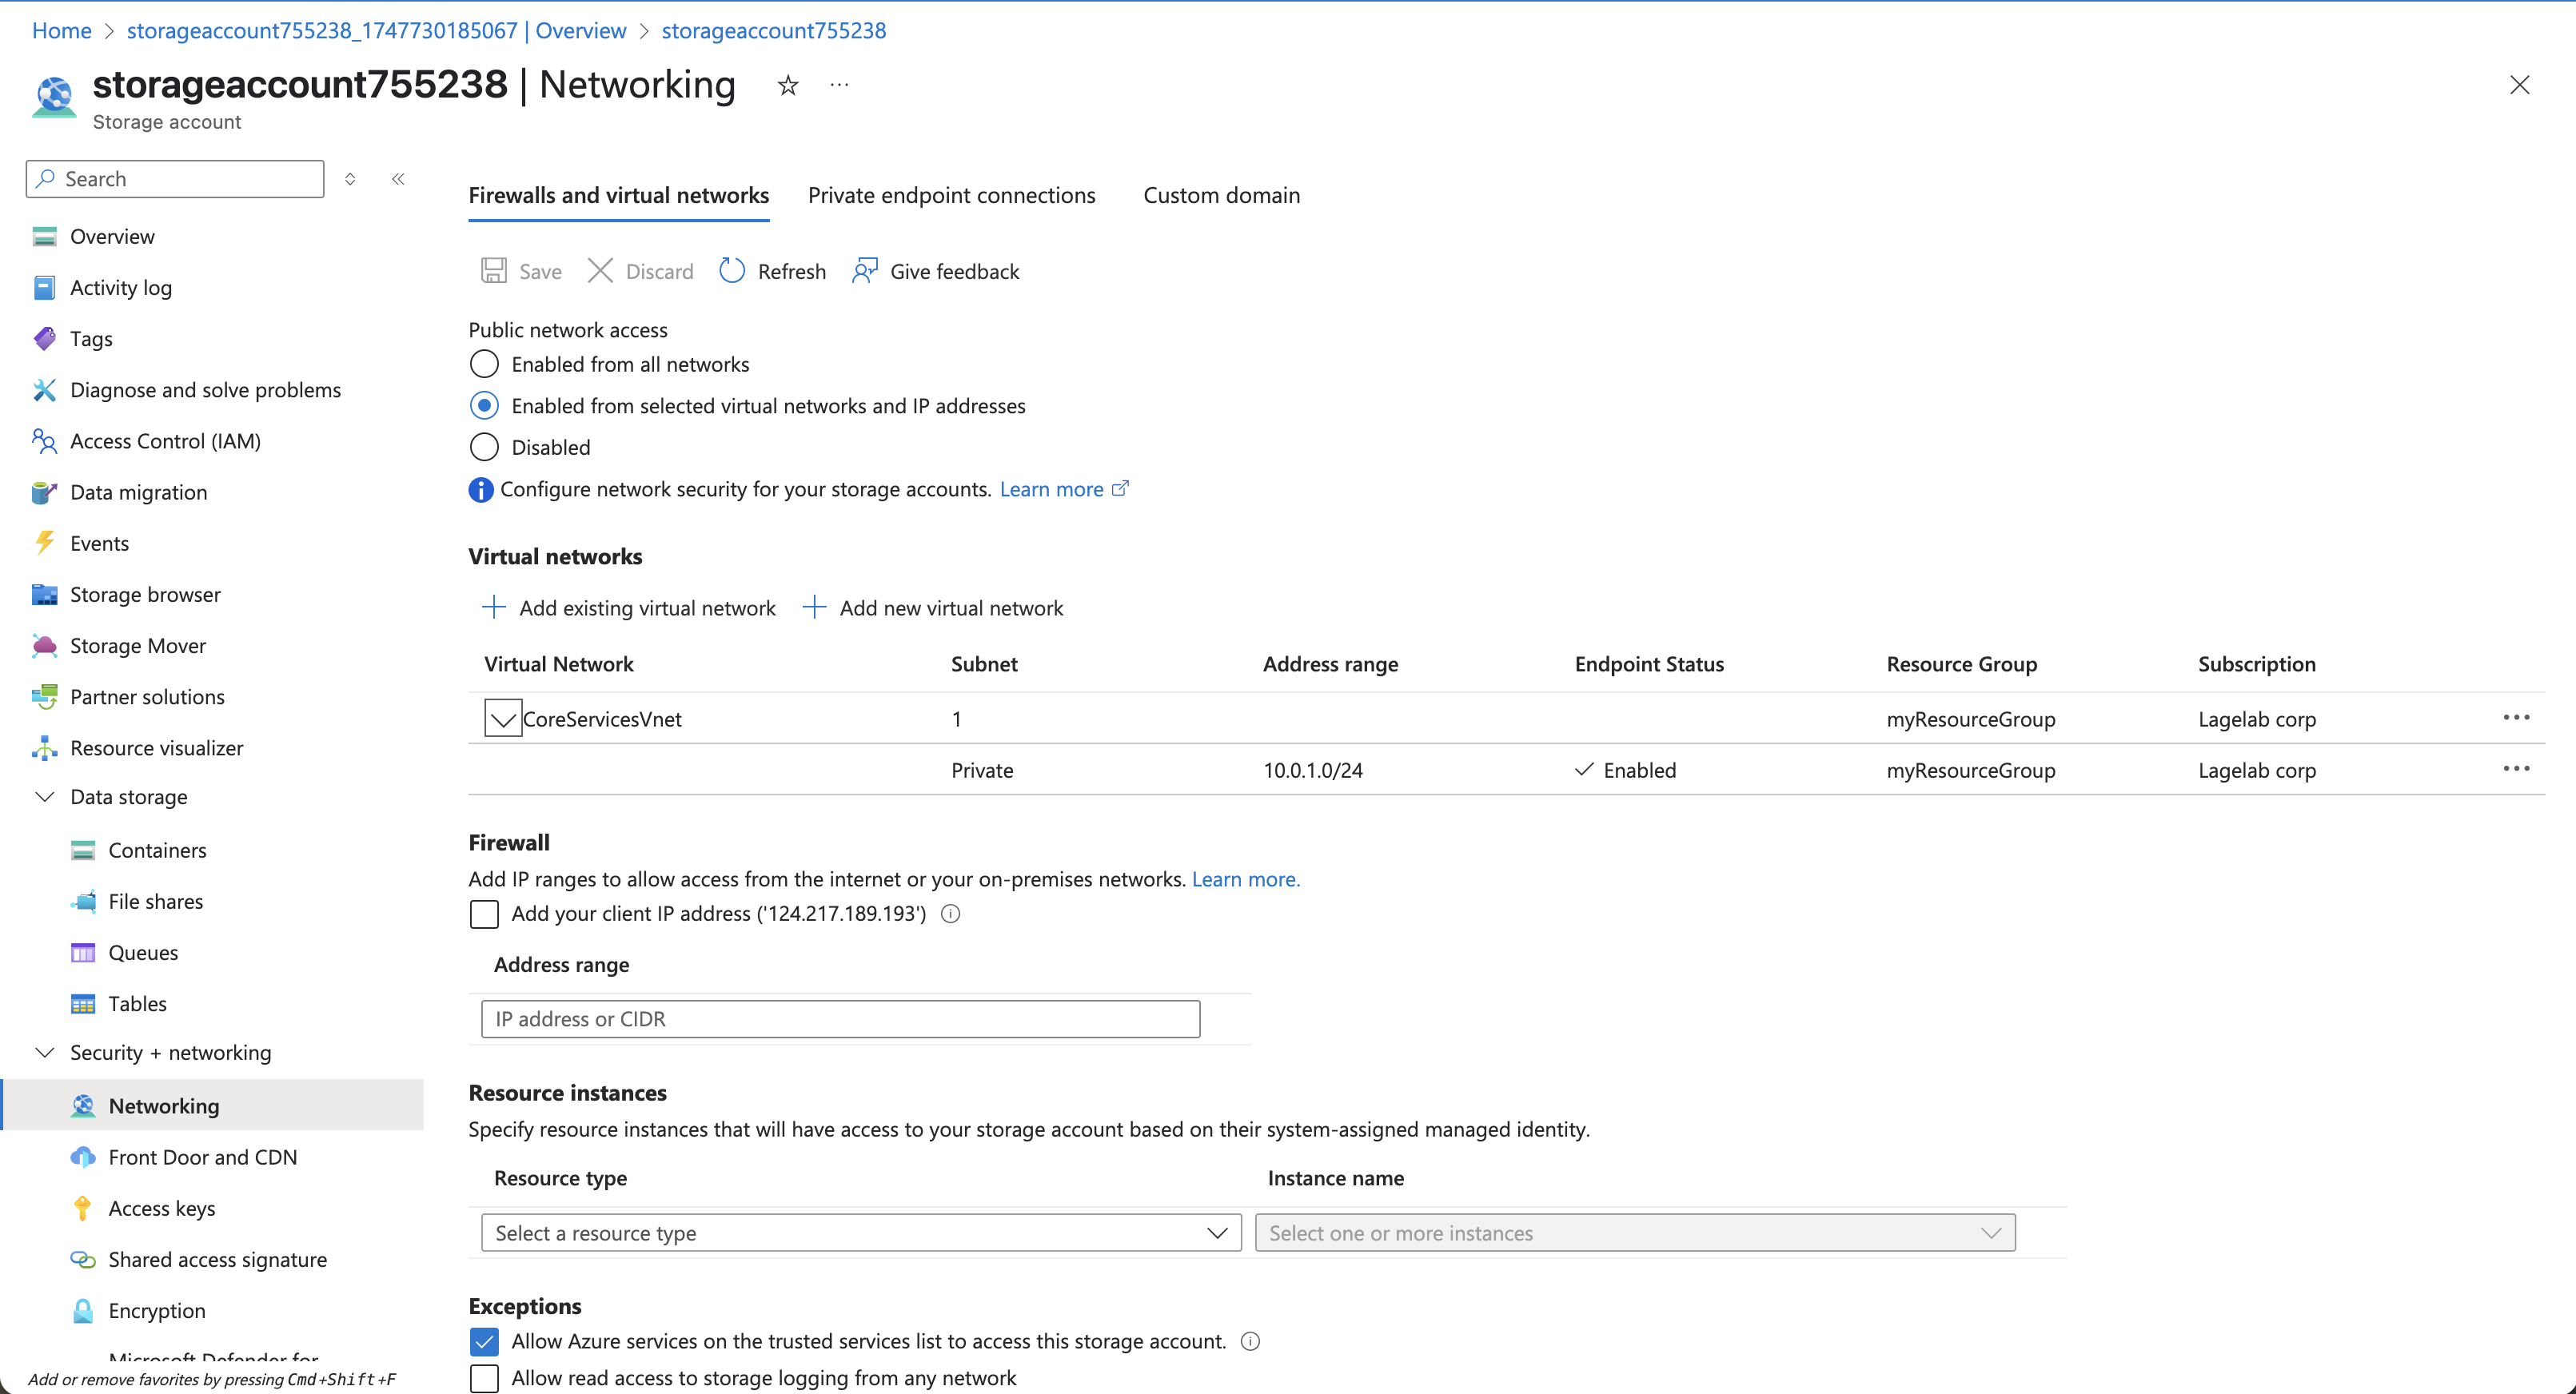 Home > storageaccount755238_1747730185067 | Overview > storageaccount755238
storageaccount755238 | Networking
Storage account
Search
Overview
Activity log
Tags
Diagnose and solve problems
Access Control (IAM)
Data migration
Events
Storage browser
Storage Mover
Partner solutions
Resource visualizer
Data storage
Containers
File shares
Queues
Tables
Security + networking
Networking
Front Door and CDN
Access keys
Shared access signature
Encryption
Microsoft Defender for
Add or remove favorites by pressing Cmd+Shift+F
Firewalls and virtual networks Private endpoint connections Custom domain
Save Discard Refresh Give feedback
Public network access
Enabled from all networks
Enabled from selected virtual networks and IP addresses
Disabled
Configure network security for your storage accounts. Learn more
Virtual networks
+ Add existing virtual network + Add new virtual network
Virtual Network Subnet Address range Endpoint Status Resource Group Subscription
CoreServicesVnet 1 myResourceGroup Lagelab corp ...
Private 10.0.1.0/24 Enabled myResourceGroup Lagelab corp ...
Firewall
Add IP ranges to allow access from the internet or your on-premises networks. Learn more.
Add your client IP address ('124.217.189.193')
Address range
IP address or CIDR
Resource instances
Specify resource instances that will have access to your storage account based on their system-assigned managed identity.
Resource type Instance name
Select a resource type Select one or more instances
Exceptions
Allow Azure services on the trusted services list to access this storage account.
Allow read access to storage logging from any network